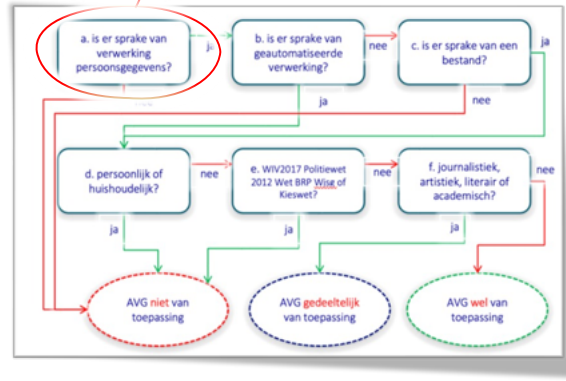 a. is er sprake van
verwerking
persoonsgegevens?
ja
b. is er sprake van
geautomatiseerde
verwerking?
nee
c. is er sprake van een
bestand?
ja
ja
nee
d. persoonlijk of
huishoudelijk?
nee
e. WIV2017 Politiewet
2012 Wet BRP Wjsg of
Kieswet?
nee
f. journalistiek,
artistiek, literair of
academisch?
nee
ja
ja
ja
AVG niet van
toepassing
AVG gedeeltelijk
van toepassing
AVG wel van
toepassing